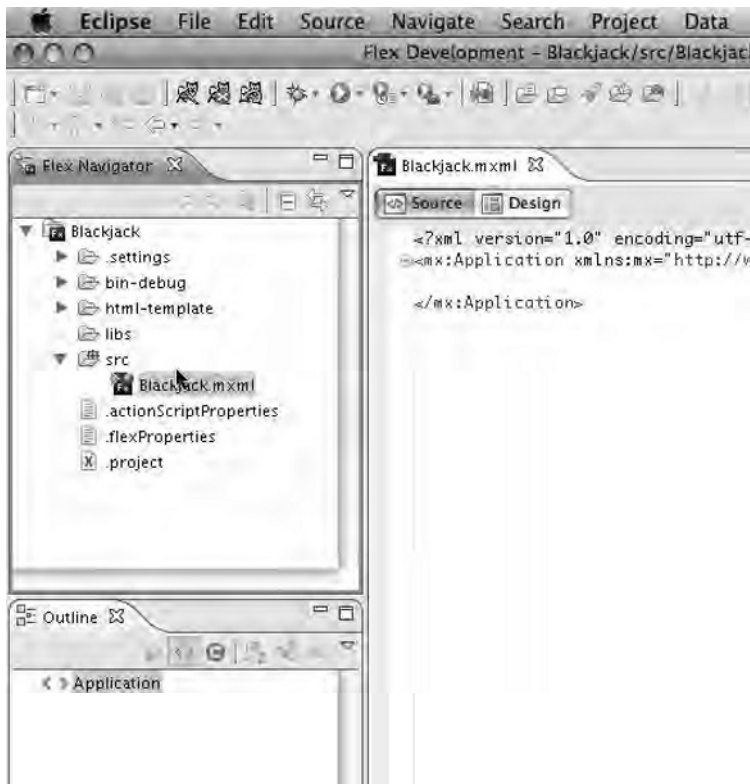 Eclipse File Edit Source Navigate Search Project Data
Flex Development - Blackjack/src/Blackjac
Flex Navigator
Blackjack
.settings
bin-debug
html-template
libs
src
Blackjack.mxml
.actionScriptProperties
.flexProperties
.project
Blackjack.mxml
Source Design
<?xml version="1.0" encoding="utf-
<mx:Application xmlns:mx="http://w
</mx:Application>
Outline
< > Application